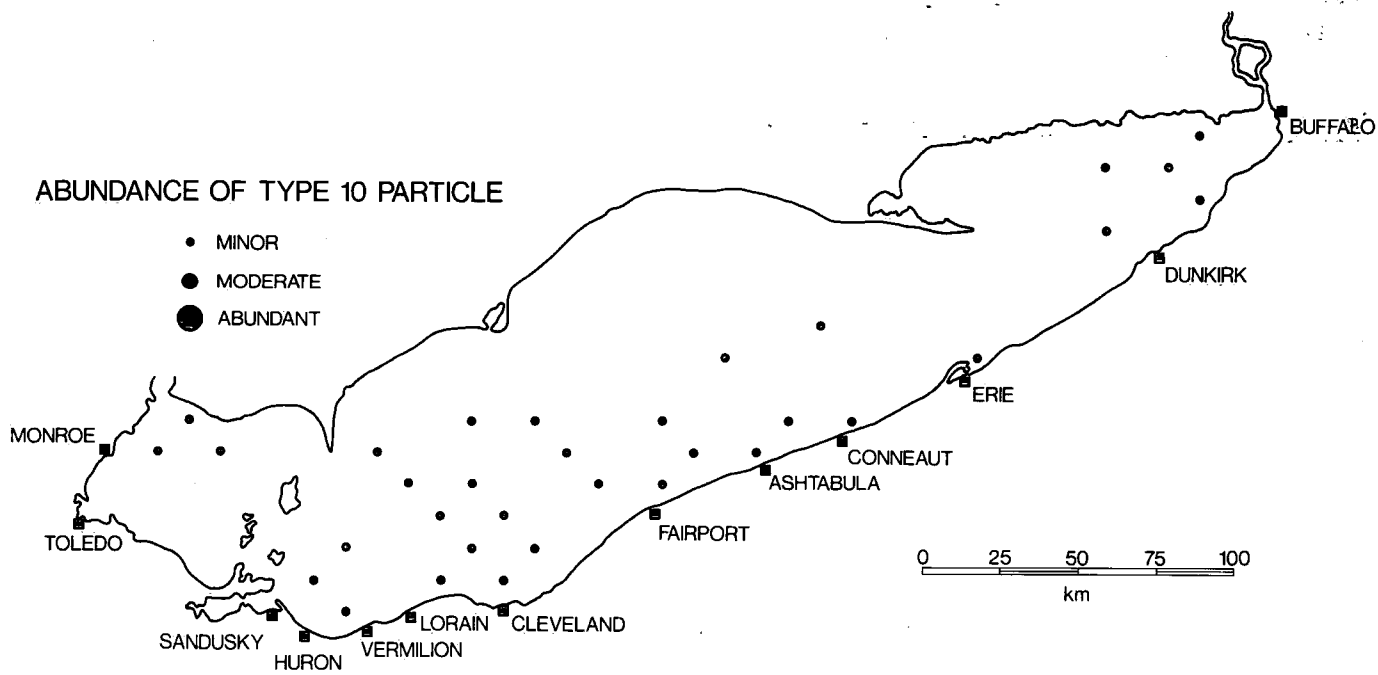 BUFFALO
ABUNDANCE OF TYPE 10 PARTICLE
MINOR
MODERATE
ABUNDANT
DUNKIRK
ERIE
MONROE
CONNEAUT
ASHTABULA
TOLEDO
FAIRPORT
0 25 50 75 100
km
SANDUSKY
HURON
VERMILION
LORAIN
CLEVELAND